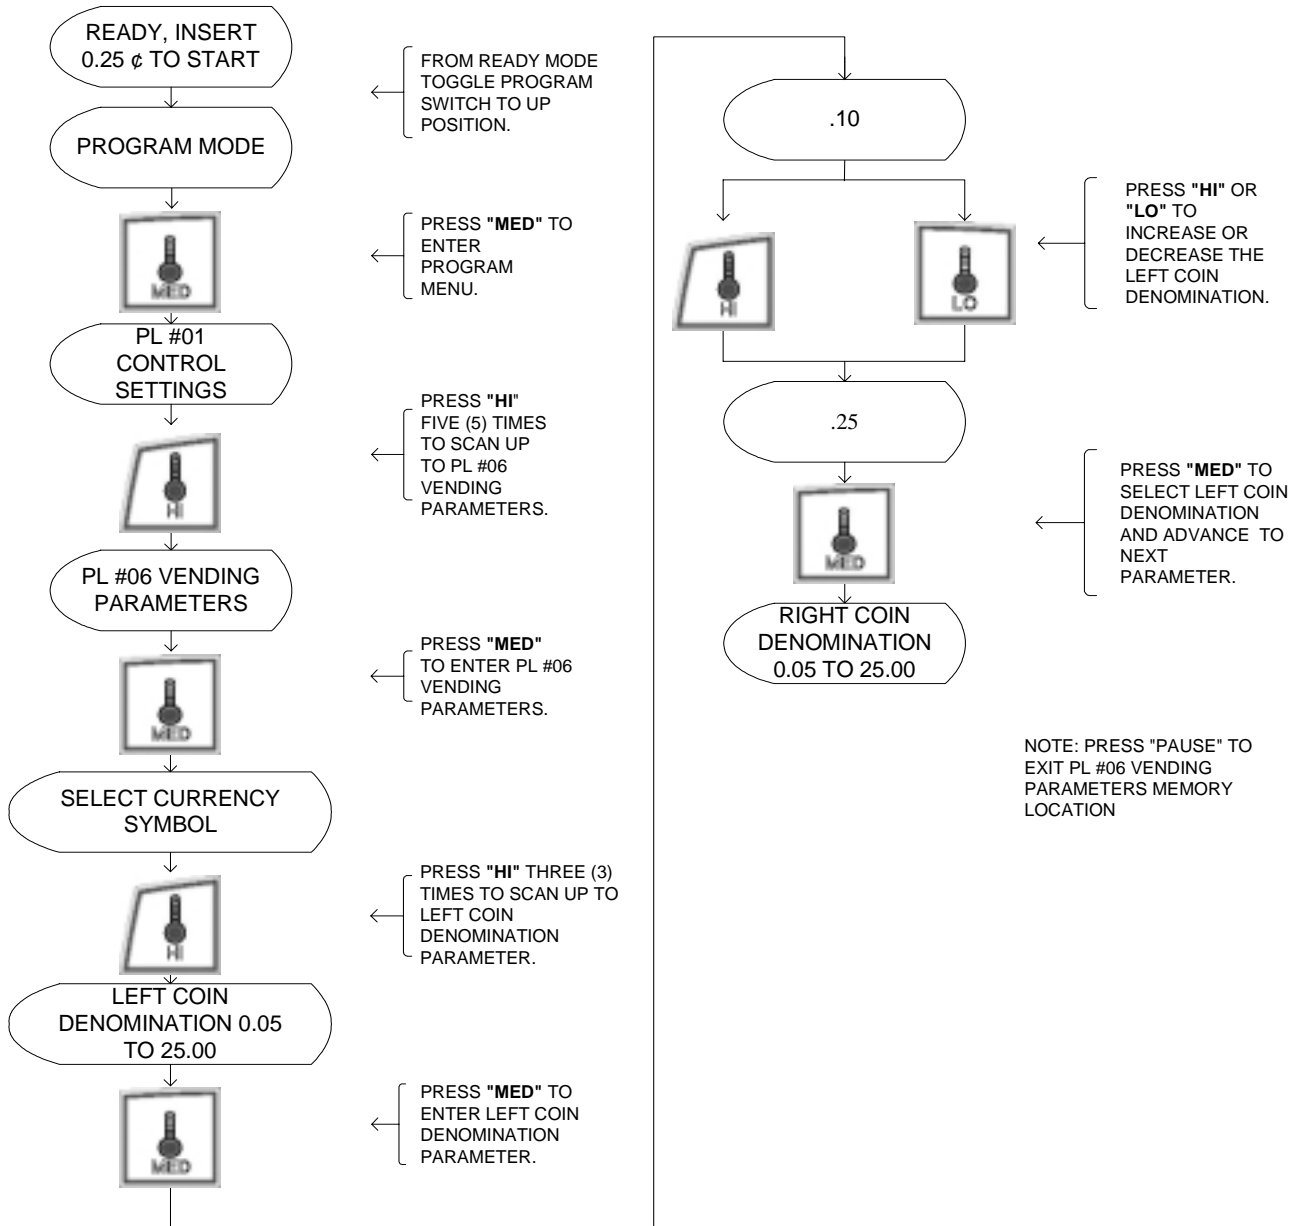 READY, INSERT
0.25 ¢ TO START
FROM READY MODE
TOGGLE PROGRAM
SWITCH TO UP
POSITION.
PROGRAM MODE
MED
PRESS "MED" TO
ENTER
PROGRAM
MENU.
PL #01
CONTROL
SETTINGS
HI
PRESS "HI"
FIVE (5) TIMES
TO SCAN UP
TO PL #06
VENDING
PARAMETERS.
PL #06 VENDING
PARAMETERS
MED
PRESS "MED"
TO ENTER PL #06
VENDING
PARAMETERS.
SELECT CURRENCY
SYMBOL
HI
PRESS "HI" THREE (3)
TIMES TO SCAN UP TO
LEFT COIN
DENOMINATION
PARAMETER.
LEFT COIN
DENOMINATION 0.05
TO 25.00
MED
PRESS "MED" TO
ENTER LEFT COIN
DENOMINATION
PARAMETER.
.10
HI
LO
PRESS "HI" OR
"LO" TO
INCREASE OR
DECREASE THE
LEFT COIN
DENOMINATION.
.25
MED
PRESS "MED" TO
SELECT LEFT COIN
DENOMINATION
AND ADVANCE TO
NEXT
PARAMETER.
RIGHT COIN
DENOMINATION
0.05 TO 25.00
NOTE: PRESS "PAUSE" TO
EXIT PL #06 VENDING
PARAMETERS MEMORY
LOCATION